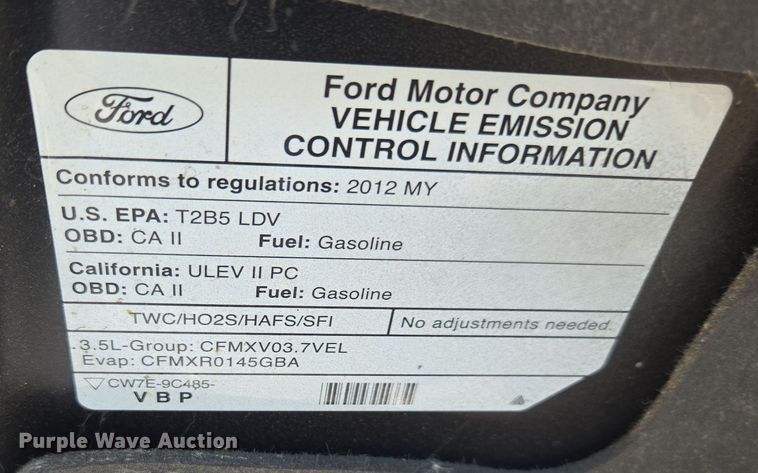 Ford
Ford Motor Company
VEHICLE EMISSION
CONTROL INFORMATION
Conforms to regulations: 2012 MY
U.S. EPA: T2B5 LDV
OBD: CA II Fuel: Gasoline
California: ULEV II PC
OBD: CA II Fuel: Gasoline
TWC/HO2S/HAFS/SFI No adjustments needed.
3.5L-Group: CFMXV03.7VEL
Evap: CFMXR0145GBA
CW7E-9C485-
V B P
Purple Wave Auction